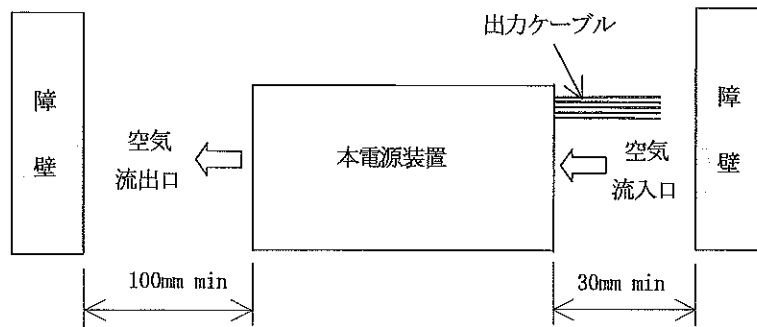 出力ケーブル
障
壁
空気
流出口
本電源装置
空気
流入口
障
壁
100mm min
30mm min